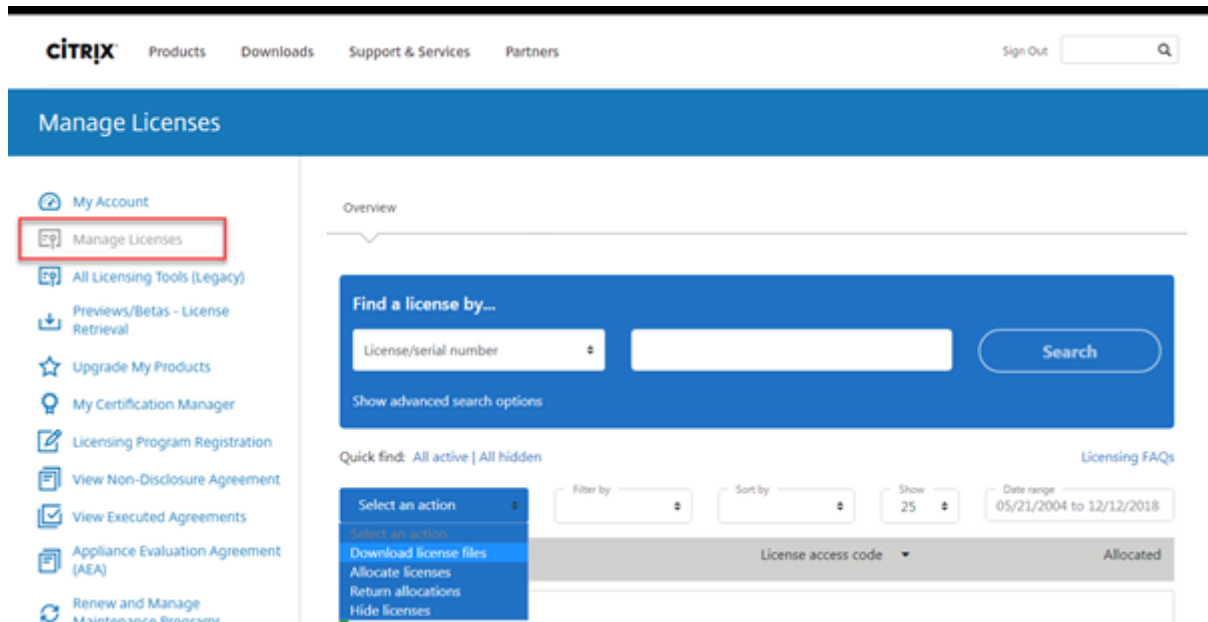 CİTRIX Products Downloads Support & Services Partners Sign Out
Manage Licenses
My Account
Manage Licenses
All Licensing Tools (Legacy)
Previews/Betas - License
Retrieval
Upgrade My Products
My Certification Manager
Licensing Program Registration
View Non-Disclosure Agreement
View Executed Agreements
Appliance Evaluation Agreement
(AEA)
Renew and Manage
Maintenance Programs
Overview
Find a license by...
License/serial number
Search
Show advanced search options
Quick find: All active | All hidden
Licensing FAQs
Select an action
Filter by
Sort by
Show
25
Date range
05/21/2004 to 12/12/2018
Select an action
Download license files
Allocate licenses
Return allocations
Hide licenses
License access code
Allocated